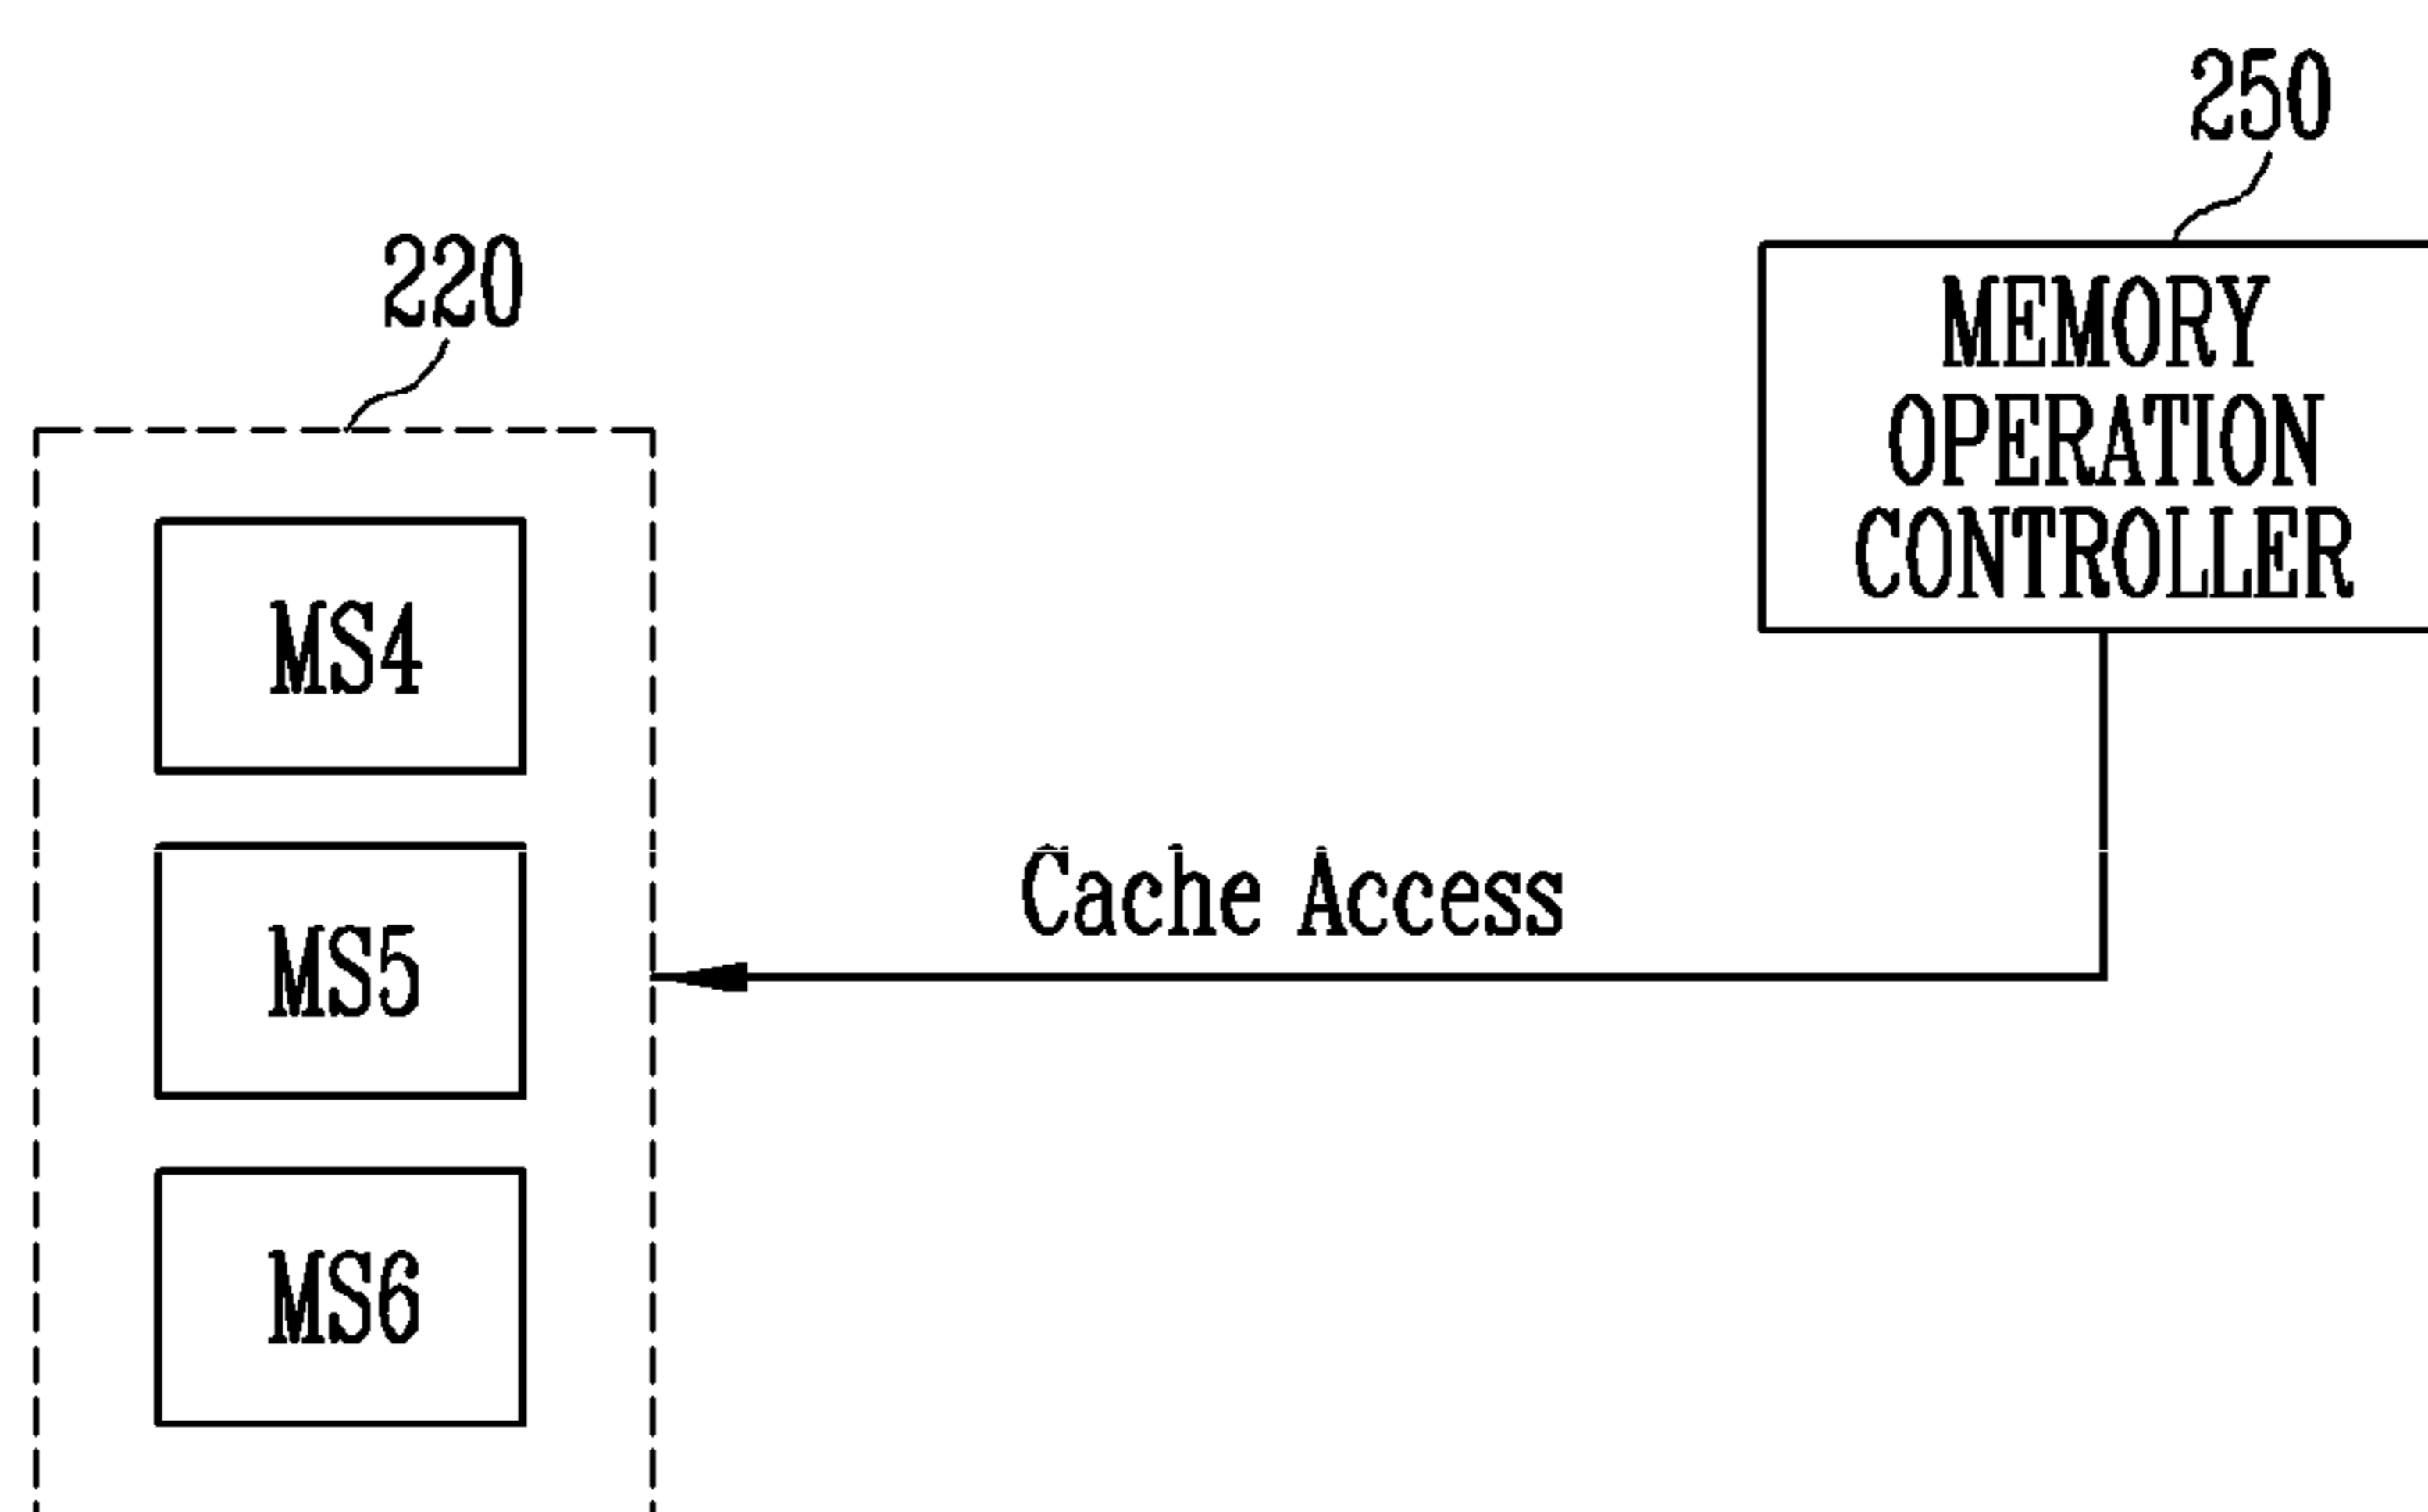 250
220
MEMORY
OPERATION
CONTROLLER
MS4
Cache Access
MS5
MS6